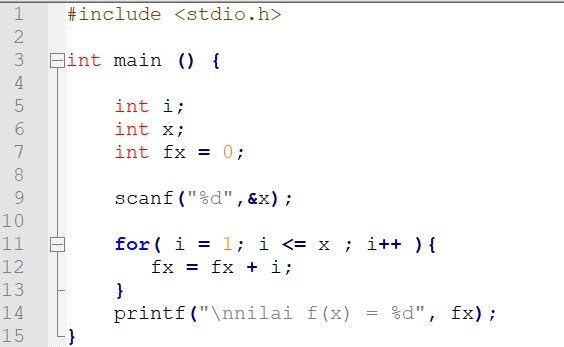 1 #include <stdio.h>
2
3 int main () {
4
5 int i;
6 int x;
7 int fx = 0;
8
9 scanf("%d",&x);
10
11 for( i = 1; i <= x ; i++ ){
12 fx = fx + i;
13 }
14 printf("\nnilai f(x) = %d", fx);
15 }